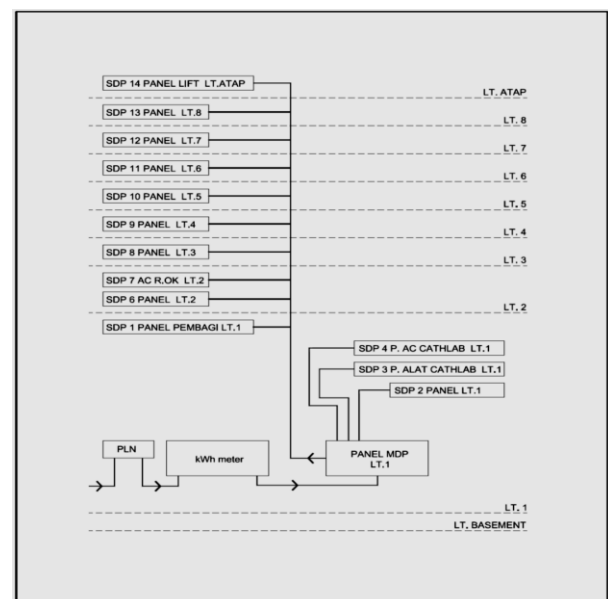 SDP 14 PANEL LIFT LT.ATAP
LT. ATAP
SDP 13 PANEL LT.8
LT. 8
SDP 12 PANEL LT.7
LT. 7
SDP 11 PANEL LT.6
LT. 6
SDP 10 PANEL LT.5
LT. 5
SDP 9 PANEL LT.4
LT. 4
SDP 8 PANEL LT.3
LT. 3
SDP 7 AC R.OK LT.2
SDP 6 PANEL LT.2
LT, 2
SDP 1 PANEL PEMBAGI LT.1
SDP 4 P. AC CATHLAB LT.1
SDP 3 P. ALAT CATHLAB LT.1
SDP 2 PANEL LT.1
PLN
kWh meter
PANEL MDP
LT.1
LT. 1
LT. BASEMENT